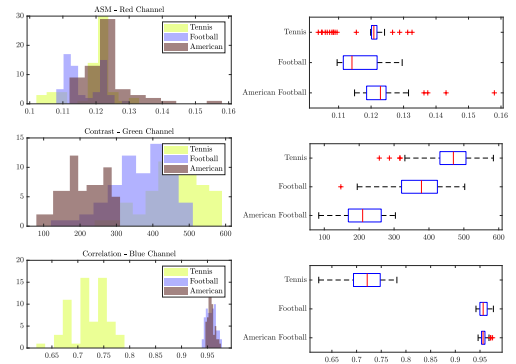 ASM - Red Channel
30
20
10
0
Tennis
Football
American
0.1 0.11 0.12 0.13 0.14 0.15 0.16
Tennis
Football
American Football
0.11 0.12 0.13 0.14 0.15
Contrast - Green Channel
15
10
5
0
Tennis
Football
American
100 200 300 400 500 600
Tennis
Football
American Football
100 200 300 400 500 600
Correlation - Blue Channel
20
15
10
5
0
Tennis
Football
American
0.65 0.7 0.75 0.8 0.85 0.9 0.95
Tennis
Football
American Football
0.65 0.7 0.75 0.8 0.85 0.9 0.95